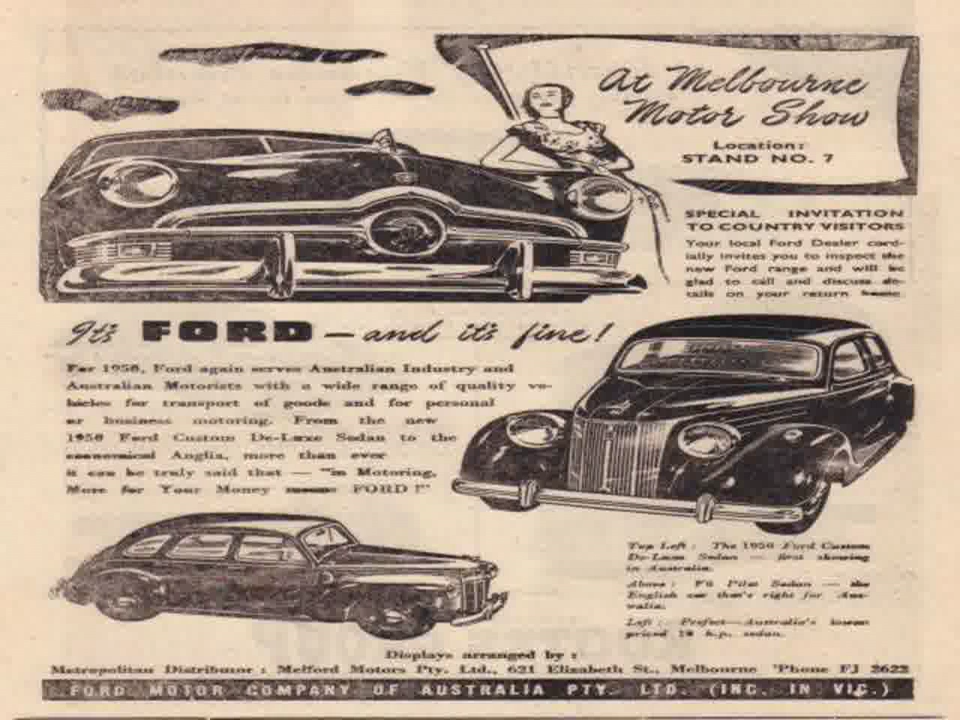 At Melbourne
Motor Show
Location:
STAND NO. 7
SPECIAL INVITATION
TO COUNTRY VISITORS
Your local Ford Dealer cord-
ially invites you to inspect the
new Ford range and will be
glad to call and discuss de-
tails on your return home.
It's FORD — and it's fine!
For 1950, Ford again serves Australian Industry and
Australian Motorists with a wide range of quality ve-
hicles for transport of goods and for personal
or business motoring. From the new
1950 Ford Custom De-Luxe Sedan to the
economical Anglia, more than ever
it can be truly said that — "in Motoring,
More for Your Money means FORD!"
Top Left: The 1950 Ford Custom
De-Luxe Sedan — first showing
in Australia.
Above: V8 Pilot Sedan — the
English car that's right for Aus-
tralia.
Left: Prefect—Australia's lowest
priced 10 h.p. sedan.
Displays arranged by:
Metropolitan Distributor: Melford Motors Pty. Ltd., 621 Elizabeth St., Melbourne 'Phone FJ 2622
FORD MOTOR COMPANY OF AUSTRALIA PTY. LTD. (INC. IN VIC.)